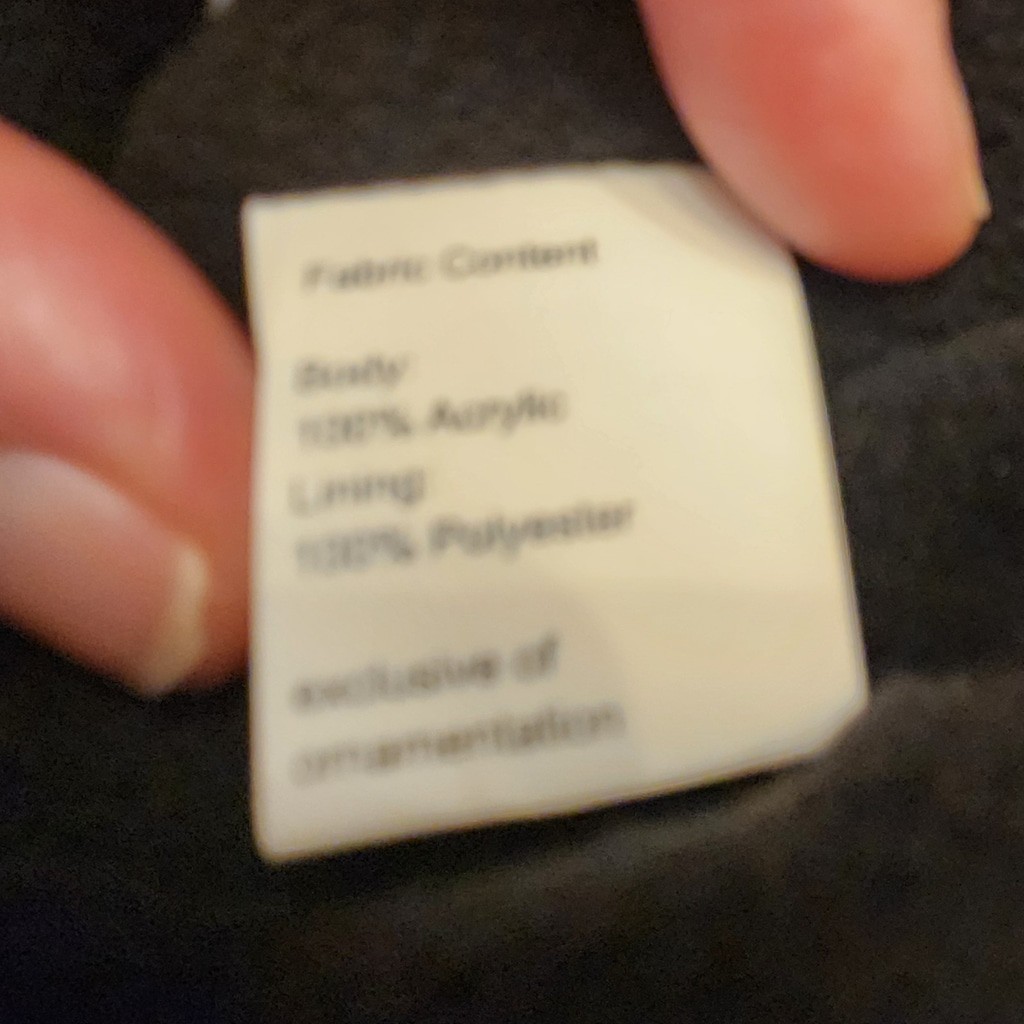 Fabric Content
Body:
100% Acrylic
Lining:
100% Polyester
exclusive of
ornamentation